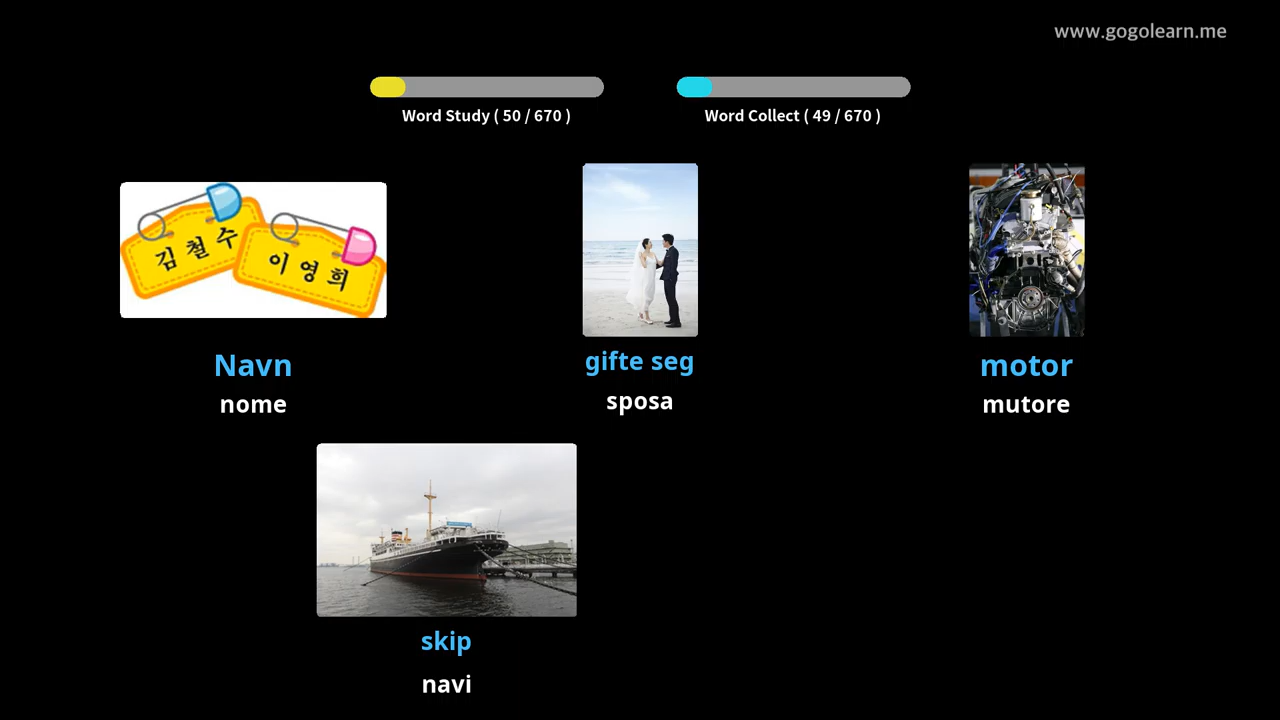 www.gogolearn.me
Word Study ( 50 / 670 )
Word Collect ( 49 / 670 )
김철수
이영희
Navn
nome
gifte seg
sposa
motor
mutore
skip
navi